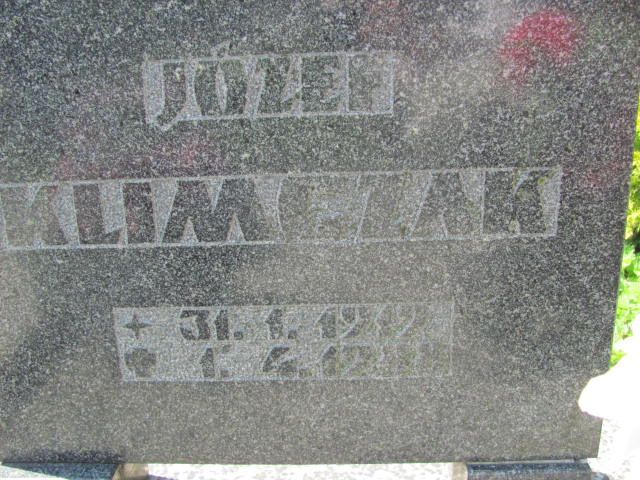 JÓZEF
KLIMCZAK
31. 1.
1. 4.